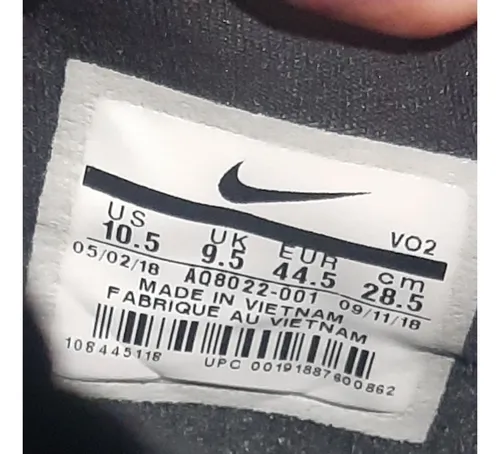 VO2
US UK EUR cm
10.5 9.5 44.5 28.5
05/02/18 AQ8022-001 09/11/18
MADE IN VIETNAM
FABRIQUE AU VIETNAM
108445118 UPC 00191887600862